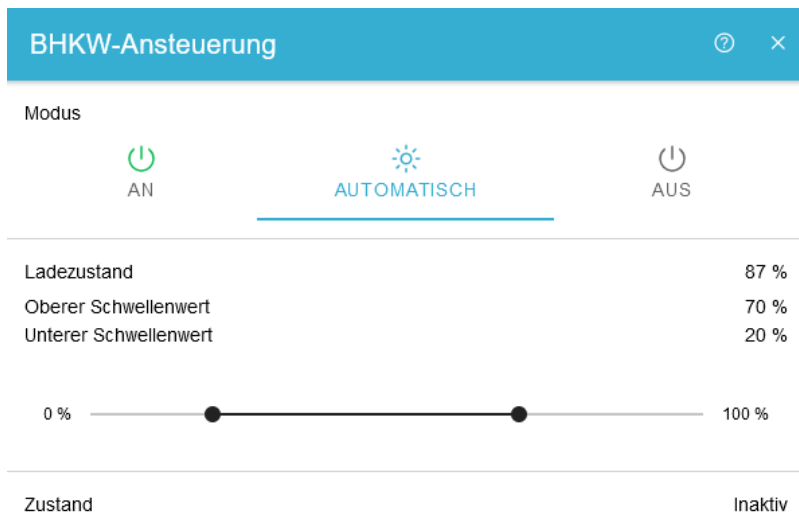 BHKW-Ansteuerung
Modus
AN AUTOMATISCH AUS
Ladezustand 87 %
Oberer Schwellenwert 70 %
Unterer Schwellenwert 20 %
0 % 100 %
Zustand Inaktiv